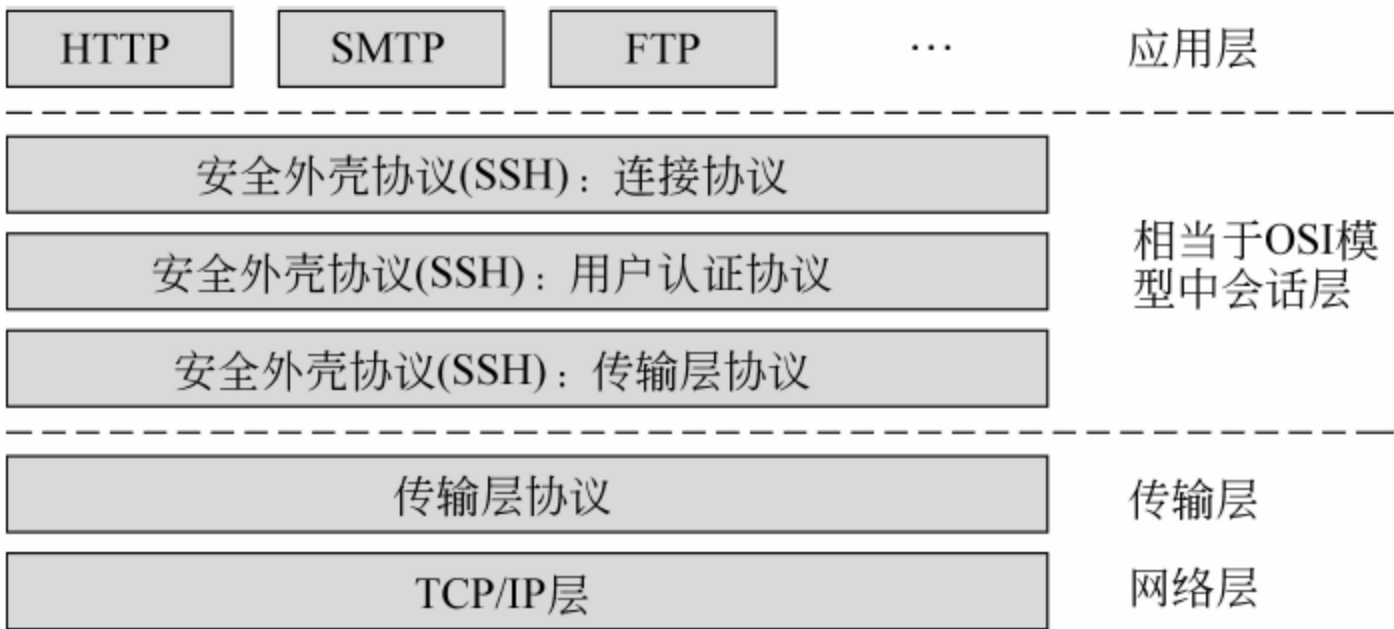 HTTP SMTP FTP … 应用层
安全外壳协议(SSH)：连接协议
相当于OSI模
型中会话层
安全外壳协议(SSH)：用户认证协议
安全外壳协议(SSH)：传输层协议
传输层协议 传输层
TCP/IP层 网络层